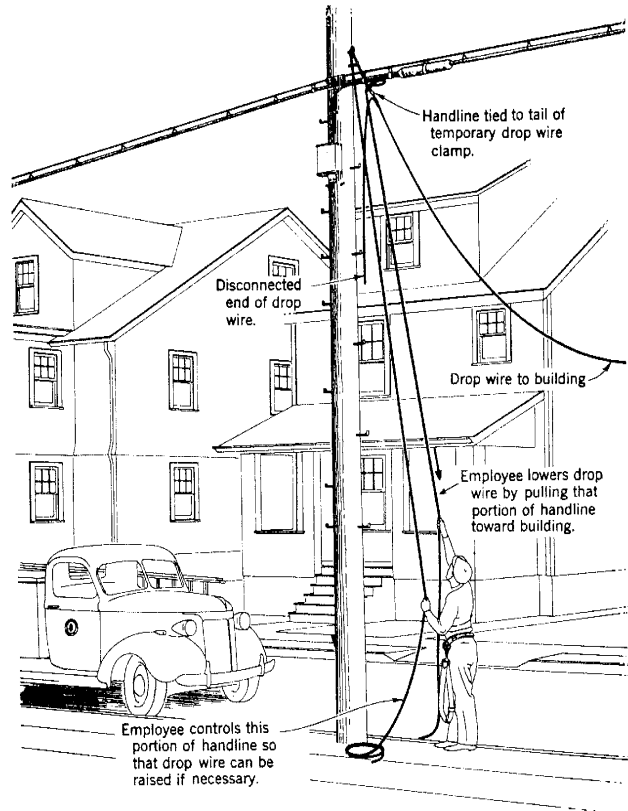 Handline tied to tail of
temporary drop wire
clamp.
Disconnected
end of drop
wire.
Drop wire to building
Employee lowers drop
wire by pulling that
portion of handline
toward building.
Employee controls this
portion of handline so
that drop wire can be
raised if necessary.